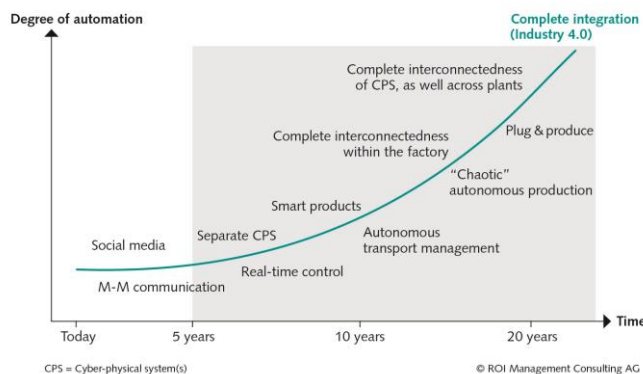 Degree of automation
Complete integration
(Industry 4.0)
Complete interconnectedness
of CPS, as well across plants
Plug & produce
Complete interconnectedness
within the factory
“Chaotic”
autonomous production
Smart products
Autonomous
transport management
Separate CPS
Social media
Real-time control
M-M communication
Time
Today
5 years
10 years
20 years
CPS = Cyber-physical system(s)
© ROI Management Consulting AG